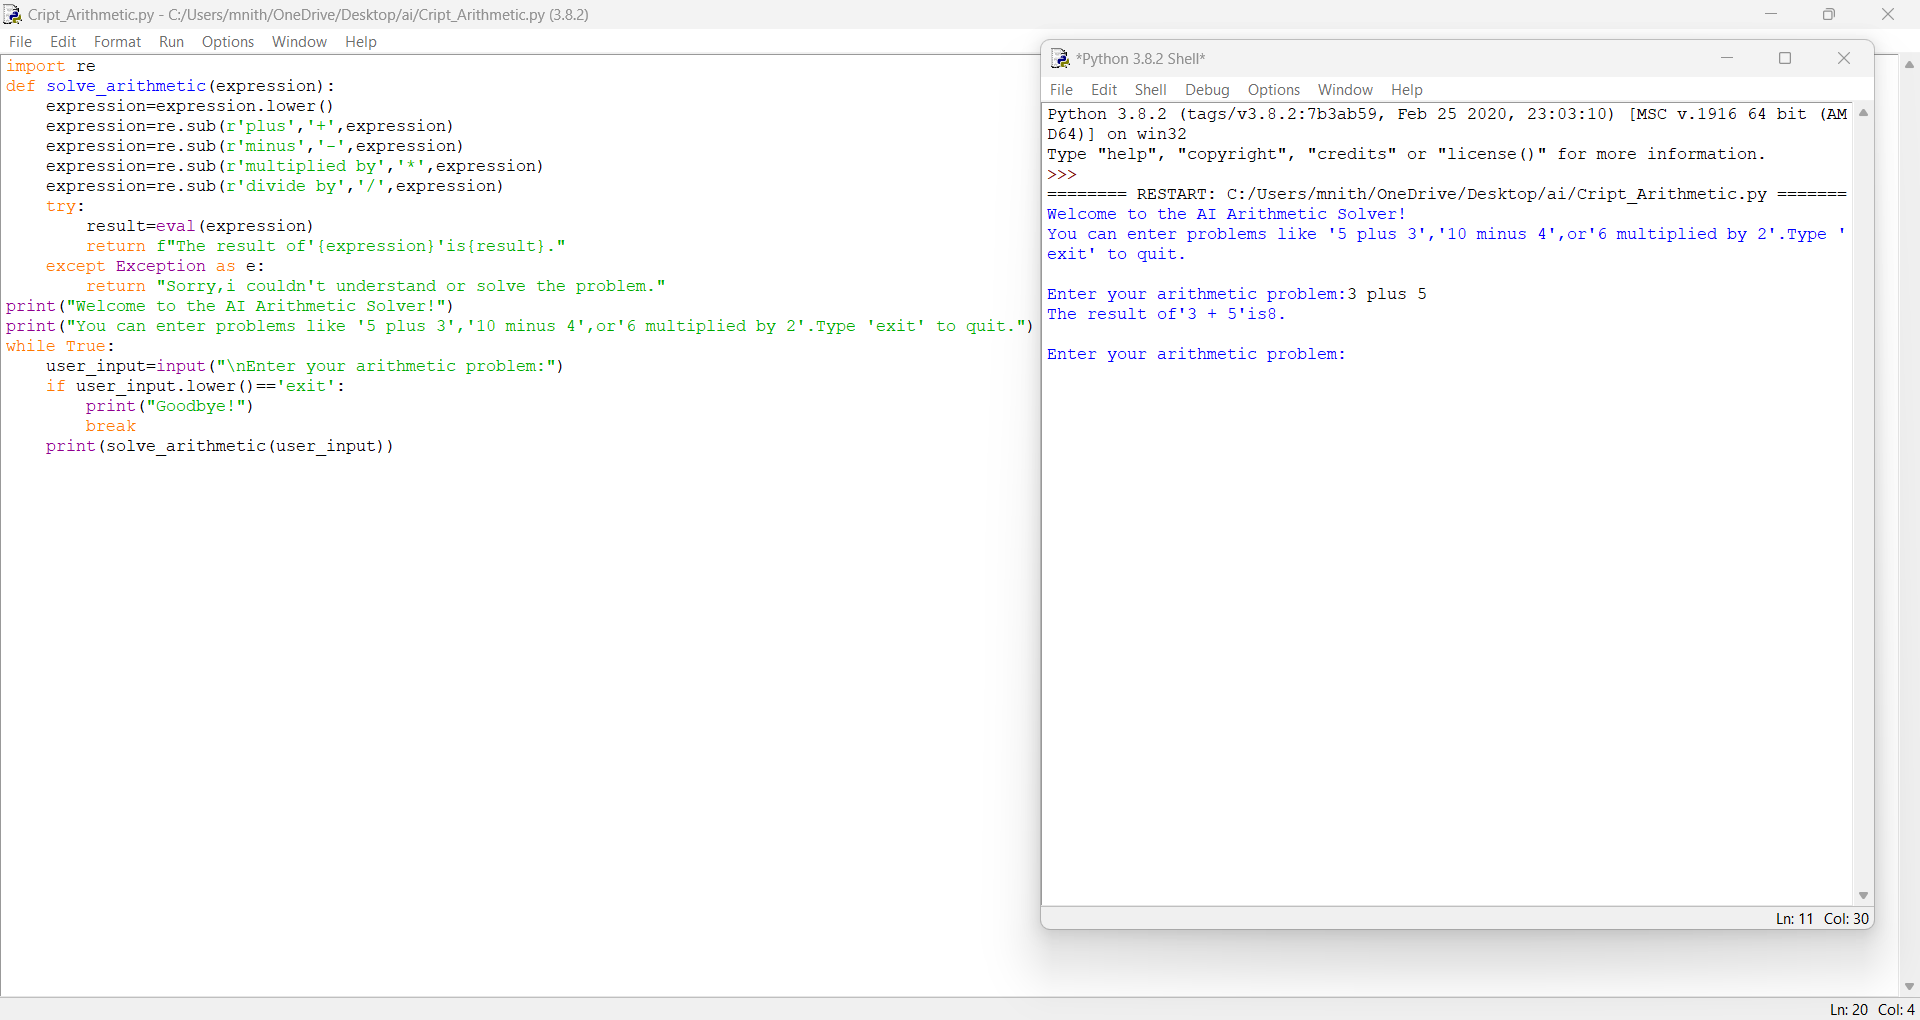 Cript_Arithmetic.py - C:/Users/mnith/OneDrive/Desktop/ai/Cript_Arithmetic.py (3.8.2)
File Edit Format Run Options Window Help
import re
def solve_arithmetic(expression):
    expression=expression.lower()
    expression=re.sub(r'plus','+',expression)
    expression=re.sub(r'minus','-',expression)
    expression=re.sub(r'multiplied by','*',expression)
    expression=re.sub(r'divide by','/',expression)
    try:
        result=eval(expression)
        return f"The result of'{expression}'is{result}."
    except Exception as e:
        return "Sorry,i couldn't understand or solve the problem."
print("Welcome to the AI Arithmetic Solver!")
print("You can enter problems like '5 plus 3','10 minus 4',or'6 multiplied by 2'.Type 'exit' to quit.")
while True:
    user_input=input("\nEnter your arithmetic problem:")
    if user_input.lower()=='exit':
        print("Goodbye!")
        break
    print(solve_arithmetic(user_input))
*Python 3.8.2 Shell*
File Edit Shell Debug Options Window Help
Python 3.8.2 (tags/v3.8.2:7b3ab59, Feb 25 2020, 23:03:10) [MSC v.1916 64 bit (AM
D64)] on win32
Type "help", "copyright", "credits" or "license()" for more information.
>>>
======== RESTART: C:/Users/mnith/OneDrive/Desktop/ai/Cript_Arithmetic.py =======
Welcome to the AI Arithmetic Solver!
You can enter problems like '5 plus 3','10 minus 4',or'6 multiplied by 2'.Type '
exit' to quit.
Enter your arithmetic problem:3 plus 5
The result of'3 + 5'is8.
Enter your arithmetic problem:
Ln: 11 Col: 30
Ln: 20 Col: 4